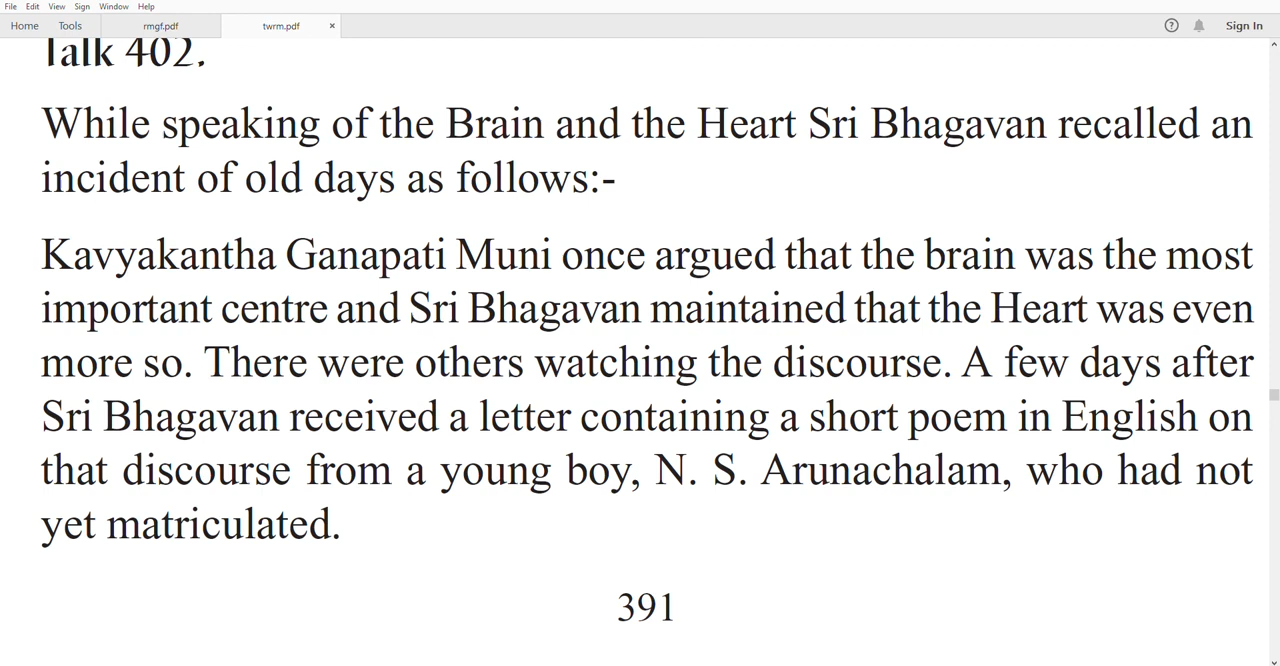 File Edit View Sign Window Help
Home Tools rmgf.pdf twrm.pdf × ? Sign In
Talk 402.
While speaking of the Brain and the Heart Sri Bhagavan recalled an
incident of old days as follows:-
Kavyakantha Ganapati Muni once argued that the brain was the most
important centre and Sri Bhagavan maintained that the Heart was even
more so. There were others watching the discourse. A few days after
Sri Bhagavan received a letter containing a short poem in English on
that discourse from a young boy, N. S. Arunachalam, who had not
yet matriculated.
391